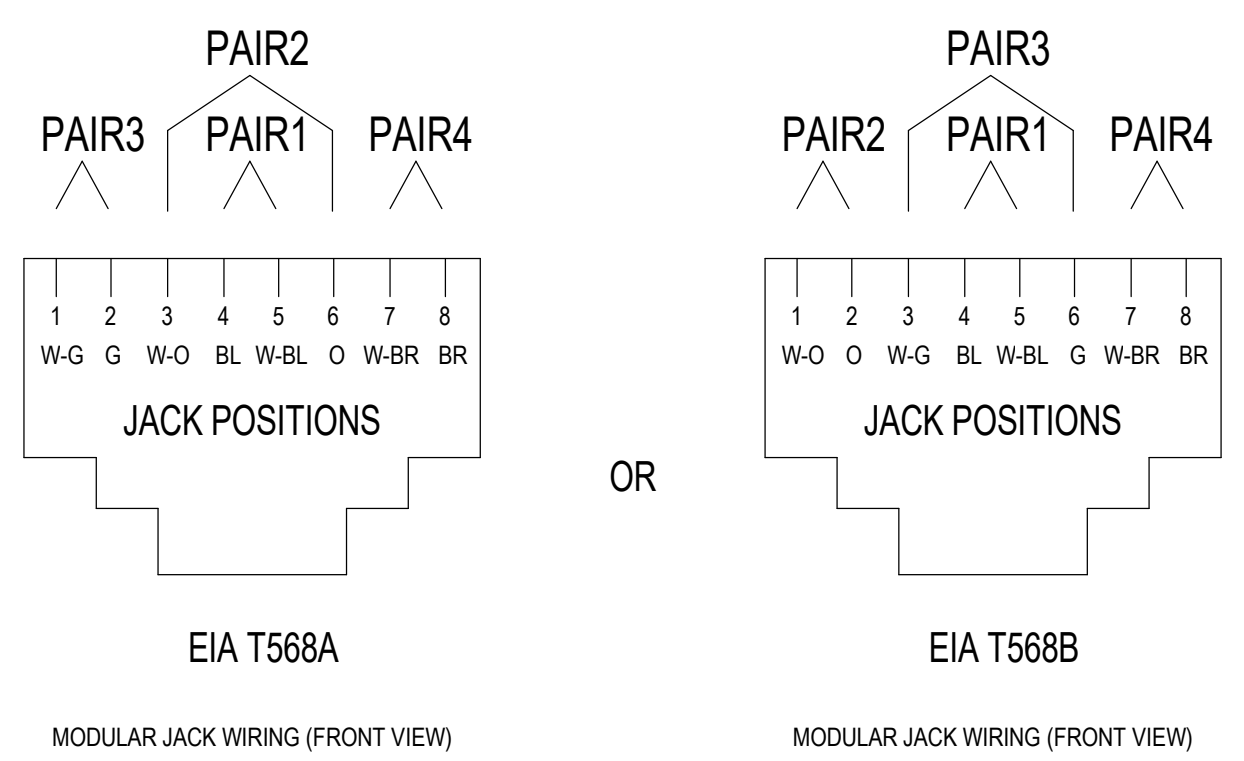 PAIR2
PAIR3 PAIR1 PAIR4
1 2 3 4 5 6 7 8
W-G G W-O BL W-BL O W-BR BR
JACK POSITIONS
EIA T568A
MODULAR JACK WIRING (FRONT VIEW)
OR
PAIR3
PAIR2 PAIR1 PAIR4
1 2 3 4 5 6 7 8
W-O O W-G BL W-BL G W-BR BR
JACK POSITIONS
EIA T568B
MODULAR JACK WIRING (FRONT VIEW)